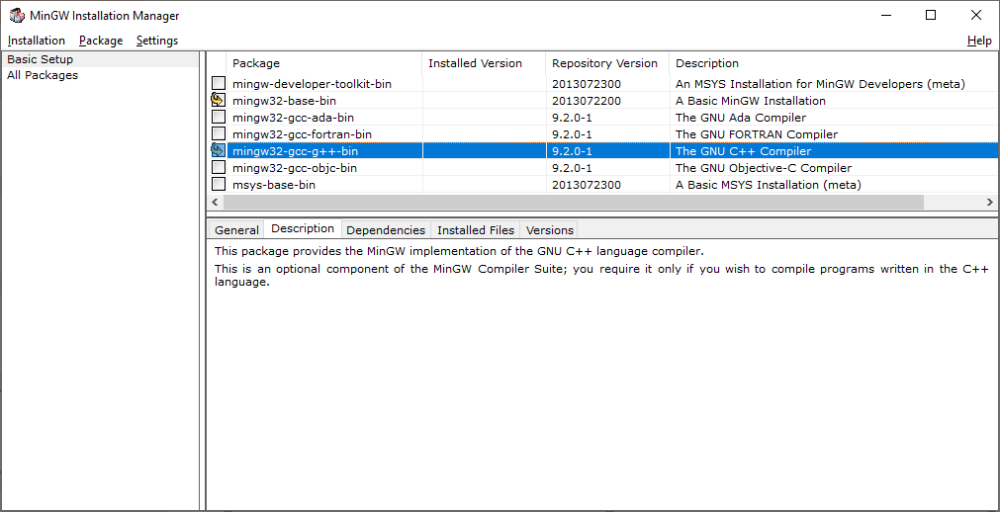 MinGW Installation Manager
Installation Package Settings Help
Basic Setup
All Packages
Package Installed Version Repository Version Description
mingw-developer-toolkit-bin 2013072300 An MSYS Installation for MinGW Developers (meta)
mingw32-base-bin 2013072200 A Basic MinGW Installation
mingw32-gcc-ada-bin 9.2.0-1 The GNU Ada Compiler
mingw32-gcc-fortran-bin 9.2.0-1 The GNU FORTRAN Compiler
mingw32-gcc-g++-bin 9.2.0-1 The GNU C++ Compiler
mingw32-gcc-objc-bin 9.2.0-1 The GNU Objective-C Compiler
msys-base-bin 2013072300 A Basic MSYS Installation (meta)
General Description Dependencies Installed Files Versions
This package provides the MinGW implementation of the GNU C++ language compiler.
This is an optional component of the MinGW Compiler Suite; you require it only if you wish to compile programs written in the C++
language.